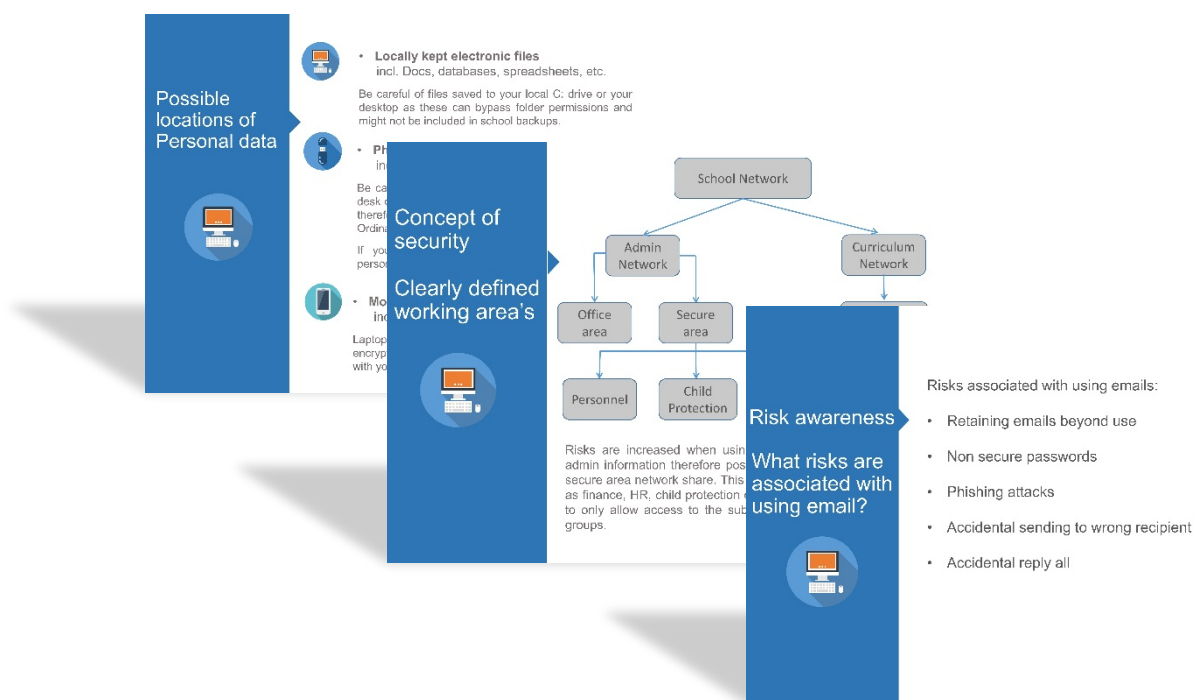 Possible
locations of
Personal data
• Locally kept electronic files
incl. Docs, databases, spreadsheets, etc.
Be careful of files saved to your local C: drive or your
desktop as these can bypass folder permissions and
might not be included in school backups.
•
Be
desk
If you
•
Laptop
with
Concept of
security
Clearly defined
working area's
School Network
Admin
Network
Curriculum
Network
Office
area
Secure
area
Personnel
Child
Protection
Risks are increased when
admin information therefore
secure area network share. This
as finance, HR, child protection
to only allow access to the
groups.
Risk awareness
What risks are
associated with
using email?
Risks associated with using emails:
• Retaining emails beyond use
• Non secure passwords
• Phishing attacks
• Accidental sending to wrong recipient
• Accidental reply all